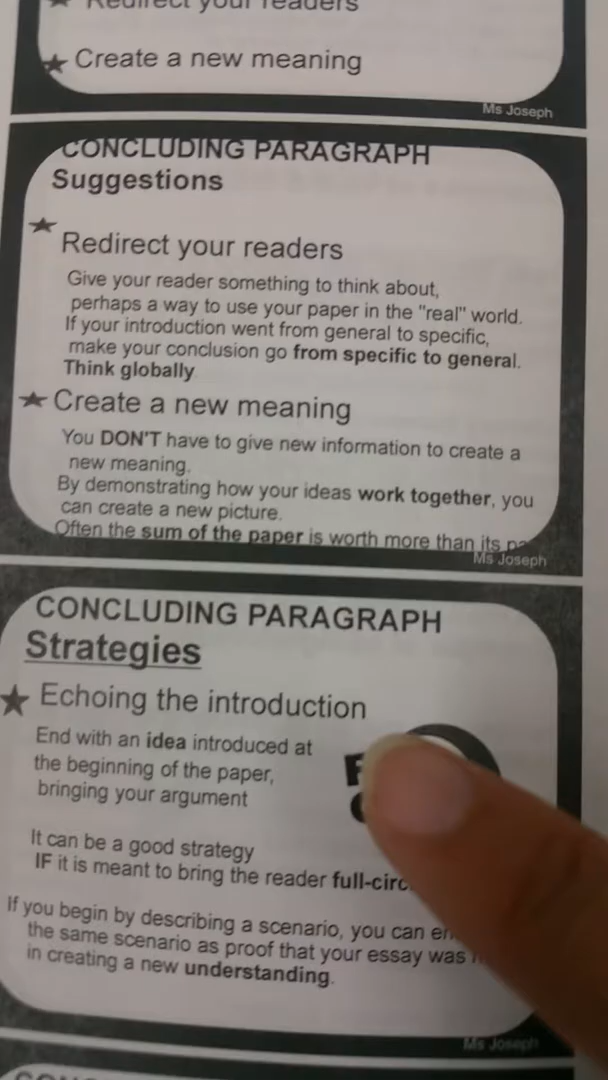 Redirect your readers
Create a new meaning
Ms Joseph
CONCLUDING PARAGRAPH
Suggestions
Redirect your readers
Give your reader something to think about,
perhaps a way to use your paper in the "real" world.
If your introduction went from general to specific,
make your conclusion go from specific to general.
Think globally
Create a new meaning
You DON'T have to give new information to create a
new meaning.
By demonstrating how your ideas work together, you
can create a new picture.
Often the sum of the paper is worth more than its
Ms Joseph
CONCLUDING PARAGRAPH
Strategies
Echoing the introduction
End with an idea introduced at
the beginning of the paper,
bringing your argument
It can be a good strategy
IF it is meant to bring the reader
If you begin by describing a scenario, you can
the same scenario as proof that your essay was
in creating a new understanding.
Ms Joseph